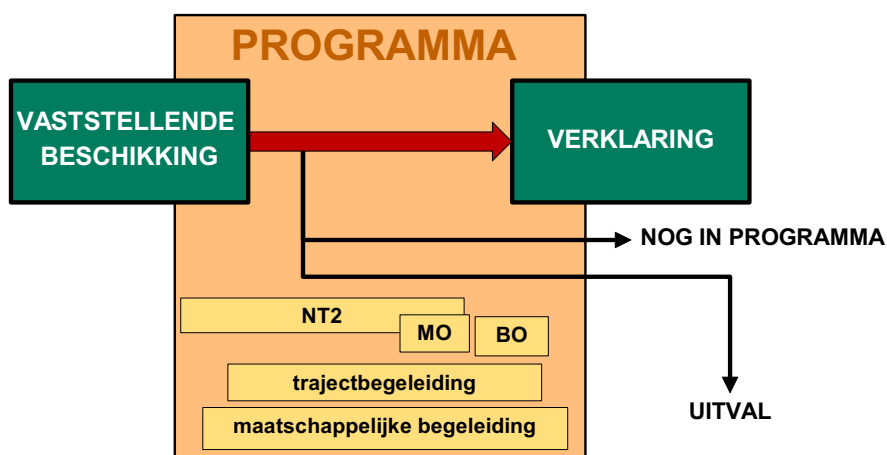 PROGRAMMA
VASTSTELLENDE
BESCHIKKING
VERKLARING
NOG IN PROGRAMMA
NT2
MO
BO
trajectbegeleiding
UITVAL
maatschappelijke begeleiding